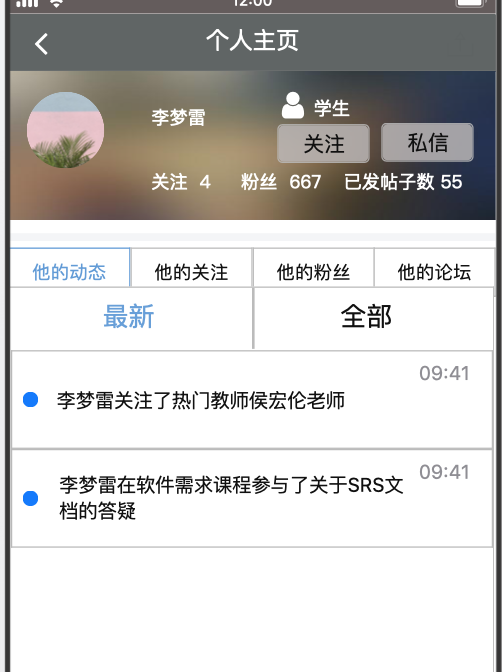 12:00
个人主页
李梦雷
学生
关注
私信
关注 4 粉丝 667 已发帖子数 55
他的动态 他的关注 他的粉丝 他的论坛
最新 全部
09:41
李梦雷关注了热门教师侯宏伦老师
09:41
李梦雷在软件需求课程参与了关于SRS文
档的答疑